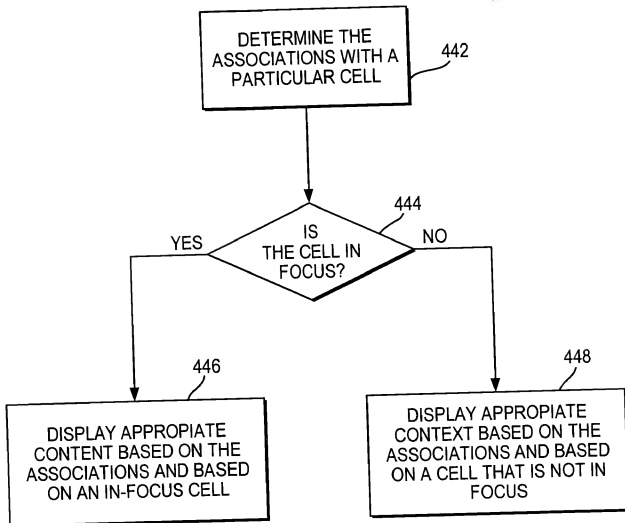 DETERMINE THE
ASSOCIATIONS WITH A
PARTICULAR CELL
442
444
IS
THE CELL IN
FOCUS?
YES
NO
446
DISPLAY APPROPIATE
CONTENT BASED ON THE
ASSOCIATIONS AND BASED
ON AN IN-FOCUS CELL
448
DISPLAY APPROPIATE
CONTEXT BASED ON THE
ASSOCIATIONS AND BASED
ON A CELL THAT IS NOT IN
FOCUS